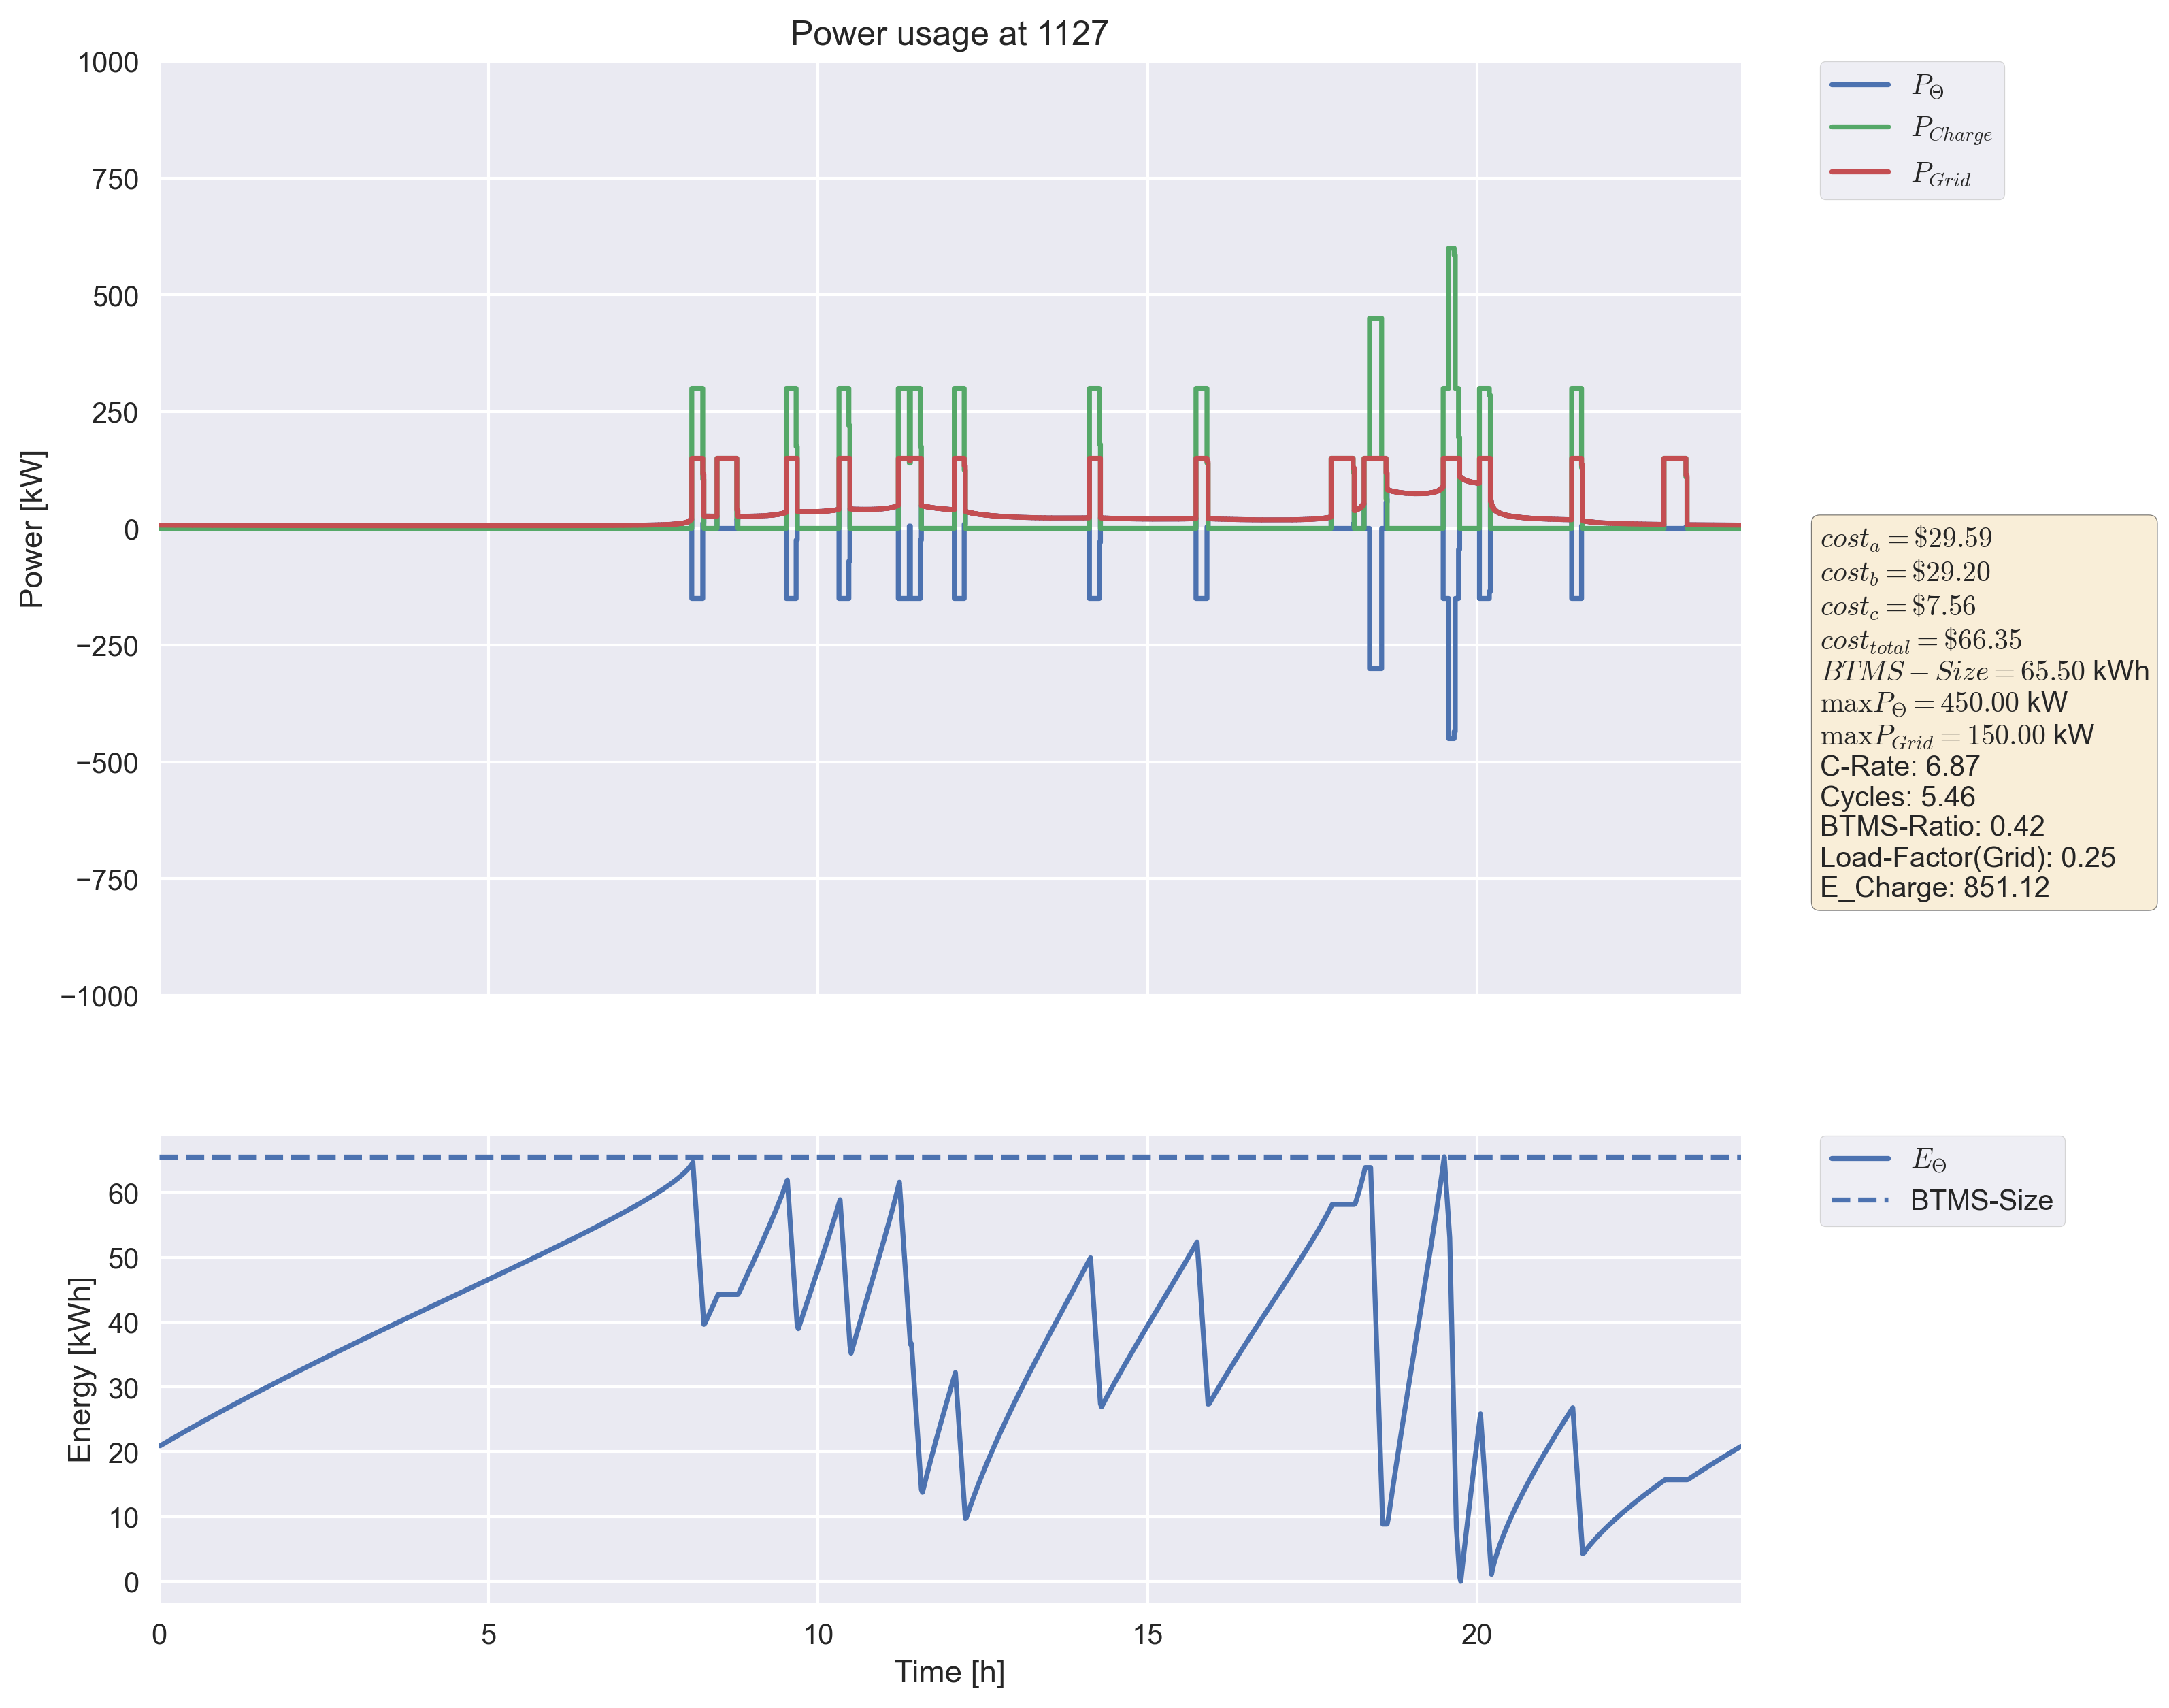 Power usage at 1127
1000
750
500
250
0
−250
−500
−750
−1000
Power [kW]
P_Θ
P_Charge
P_Grid
cost_a = $29.59
cost_b = $29.20
cost_c = $7.56
cost_total = $66.35
BTMS − Size = 65.50 kWh
maxP_Θ = 450.00 kW
maxP_Grid = 150.00 kW
C-Rate: 6.87
Cycles: 5.46
BTMS-Ratio: 0.42
Load-Factor(Grid): 0.25
E_Charge: 851.12
60
50
40
30
20
10
0
Energy [kWh]
E_Θ
BTMS-Size
0 5 10 15 20
Time [h]